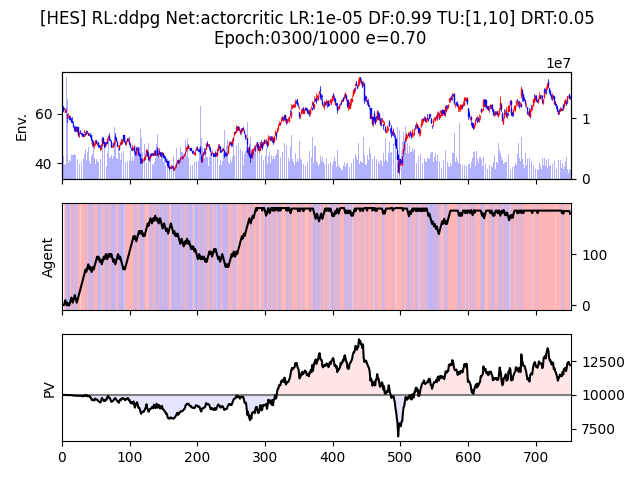 [HES] RL:ddpg Net:actorcritic LR:1e-05 DF:0.99 TU:[1,10] DRT:0.05
Epoch:0300/1000 e=0.70
1e7
Env.
60
40
1
0
Agent
100
0
PV
12500
10000
7500
0 100 200 300 400 500 600 700